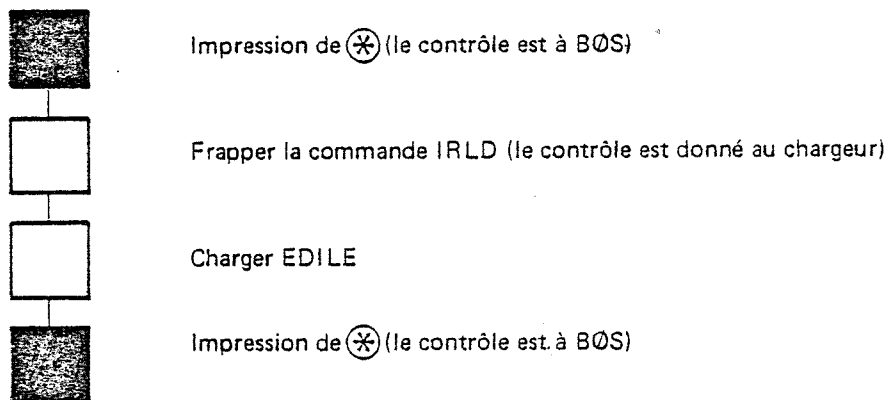 Impression de (*) (le contrôle est à BØS)
Frapper la commande IRLD (le contrôle est donné au chargeur)
Charger EDILE
Impression de (*) (le contrôle est à BØS)